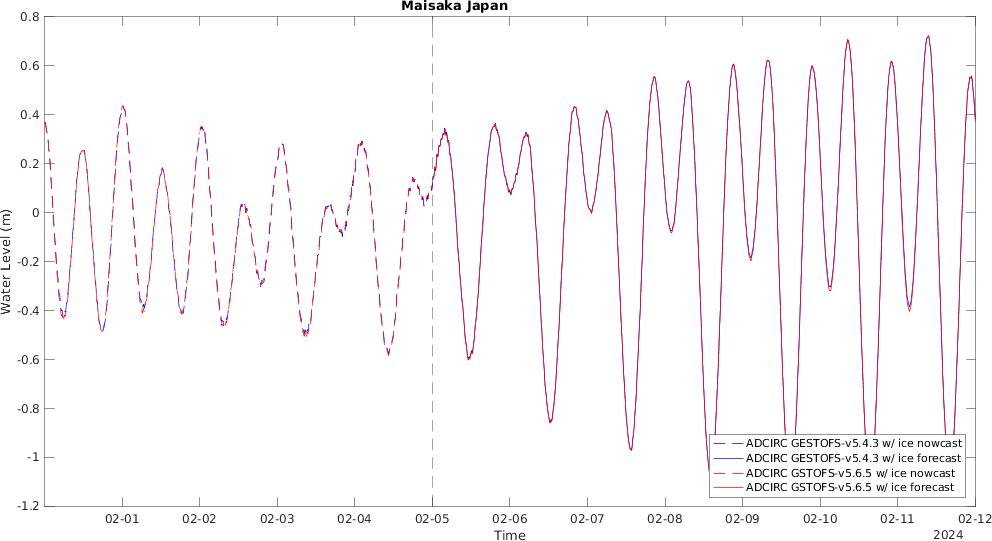 Maisaka Japan
0.8
0.6
0.4
0.2
0
-0.2
-0.4
-0.6
-0.8
-1
-1.2
Water Level (m)
ADCIRC GESTOFS-v5.4.3 w/ ice nowcast
ADCIRC GESTOFS-v5.4.3 w/ ice forecast
ADCIRC GSTOFS-v5.6.5 w/ ice nowcast
ADCIRC GSTOFS-v5.6.5 w/ ice forecast
02-01 02-02 02-03 02-04 02-05 02-06 02-07 02-08 02-09 02-10 02-11 02-12
Time
2024